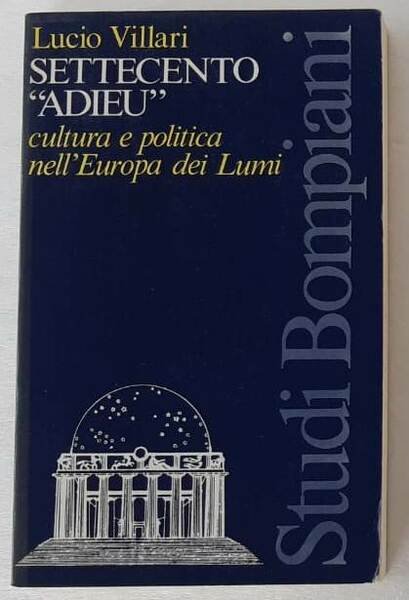 Lucio Villari
SETTECENTO
“ADIEU”
cultura e politica
nell'Europa dei Lumi
Studi Bompiani